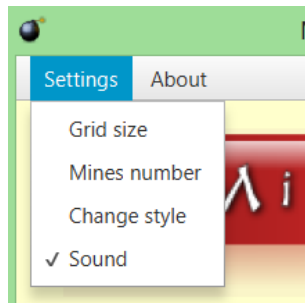 Settings About
Grid size
Mines number
Change style
✓ Sound